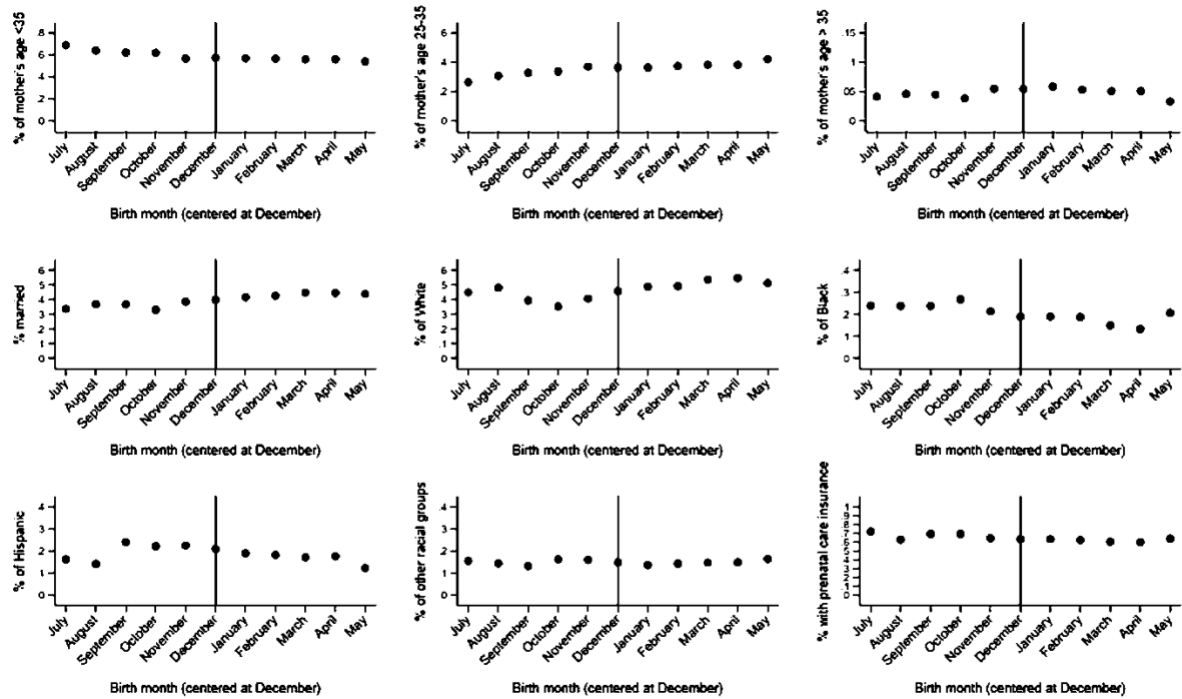 % of mother's age <35
.8
.6
.4
.2
0
July
August
September
October
November
December
January
February
March
April
May
Birth month (centered at December)
% of mother's age 25-35
.6
.4
.2
0
July
August
September
October
November
December
January
February
March
April
May
Birth month (centered at December)
% of mother's age > 35
.15
.1
.05
0
July
August
September
October
November
December
January
February
March
April
May
Birth month (centered at December)
% married
.6
.5
.4
.3
.2
.1
0
July
August
September
October
November
December
January
February
March
April
May
Birth month (centered at December)
% of White
.6
.5
.4
.3
.2
.1
0
July
August
September
October
November
December
January
February
March
April
May
Birth month (centered at December)
% of Black
.4
.3
.2
.1
0
July
August
September
October
November
December
January
February
March
April
May
Birth month (centered at December)
% of Hispanic
.4
.3
.2
.1
0
July
August
September
October
November
December
January
February
March
April
May
Birth month (centered at December)
% of other racial groups
.4
.3
.2
.1
0
July
August
September
October
November
December
January
February
March
April
May
Birth month (centered at December)
% with prenatal care insurance
1
0
July
August
September
October
November
December
January
February
March
April
May
Birth month (centered at December)